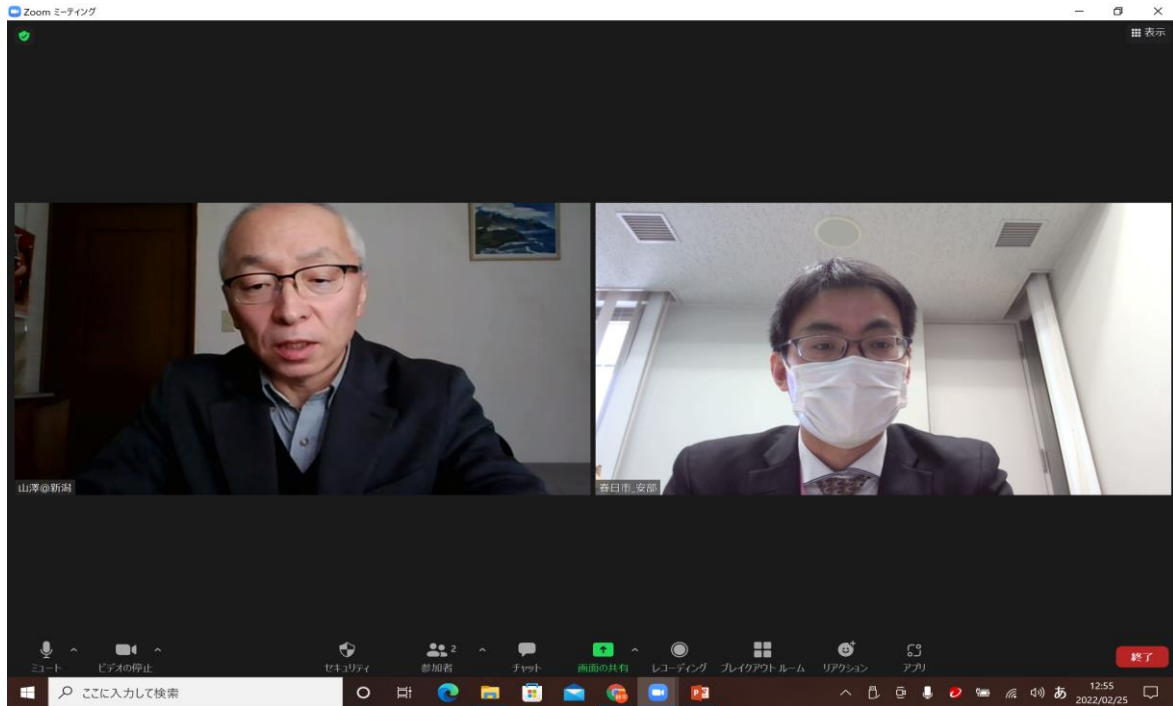 Zoom ミーティング
表示
山澤@新潟
春日市_安部
ミュート
ビデオの停止
セキュリティ
参加者
2
チャット
画面の共有
レコーディング
ブレイクアウト ルーム
リアクション
アプリ
終了
ここに入力して検索
あ
12:55
2022/02/25